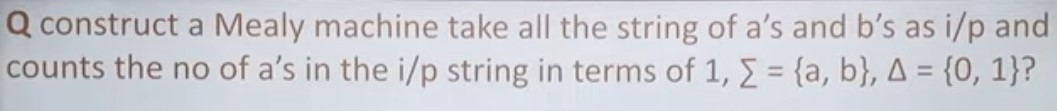 Q construct a Mealy machine take all the string of a's and b's as i/p and
counts the no of a's in the i/p string in terms of 1, ∑ = {a, b}, Δ = {0, 1}?